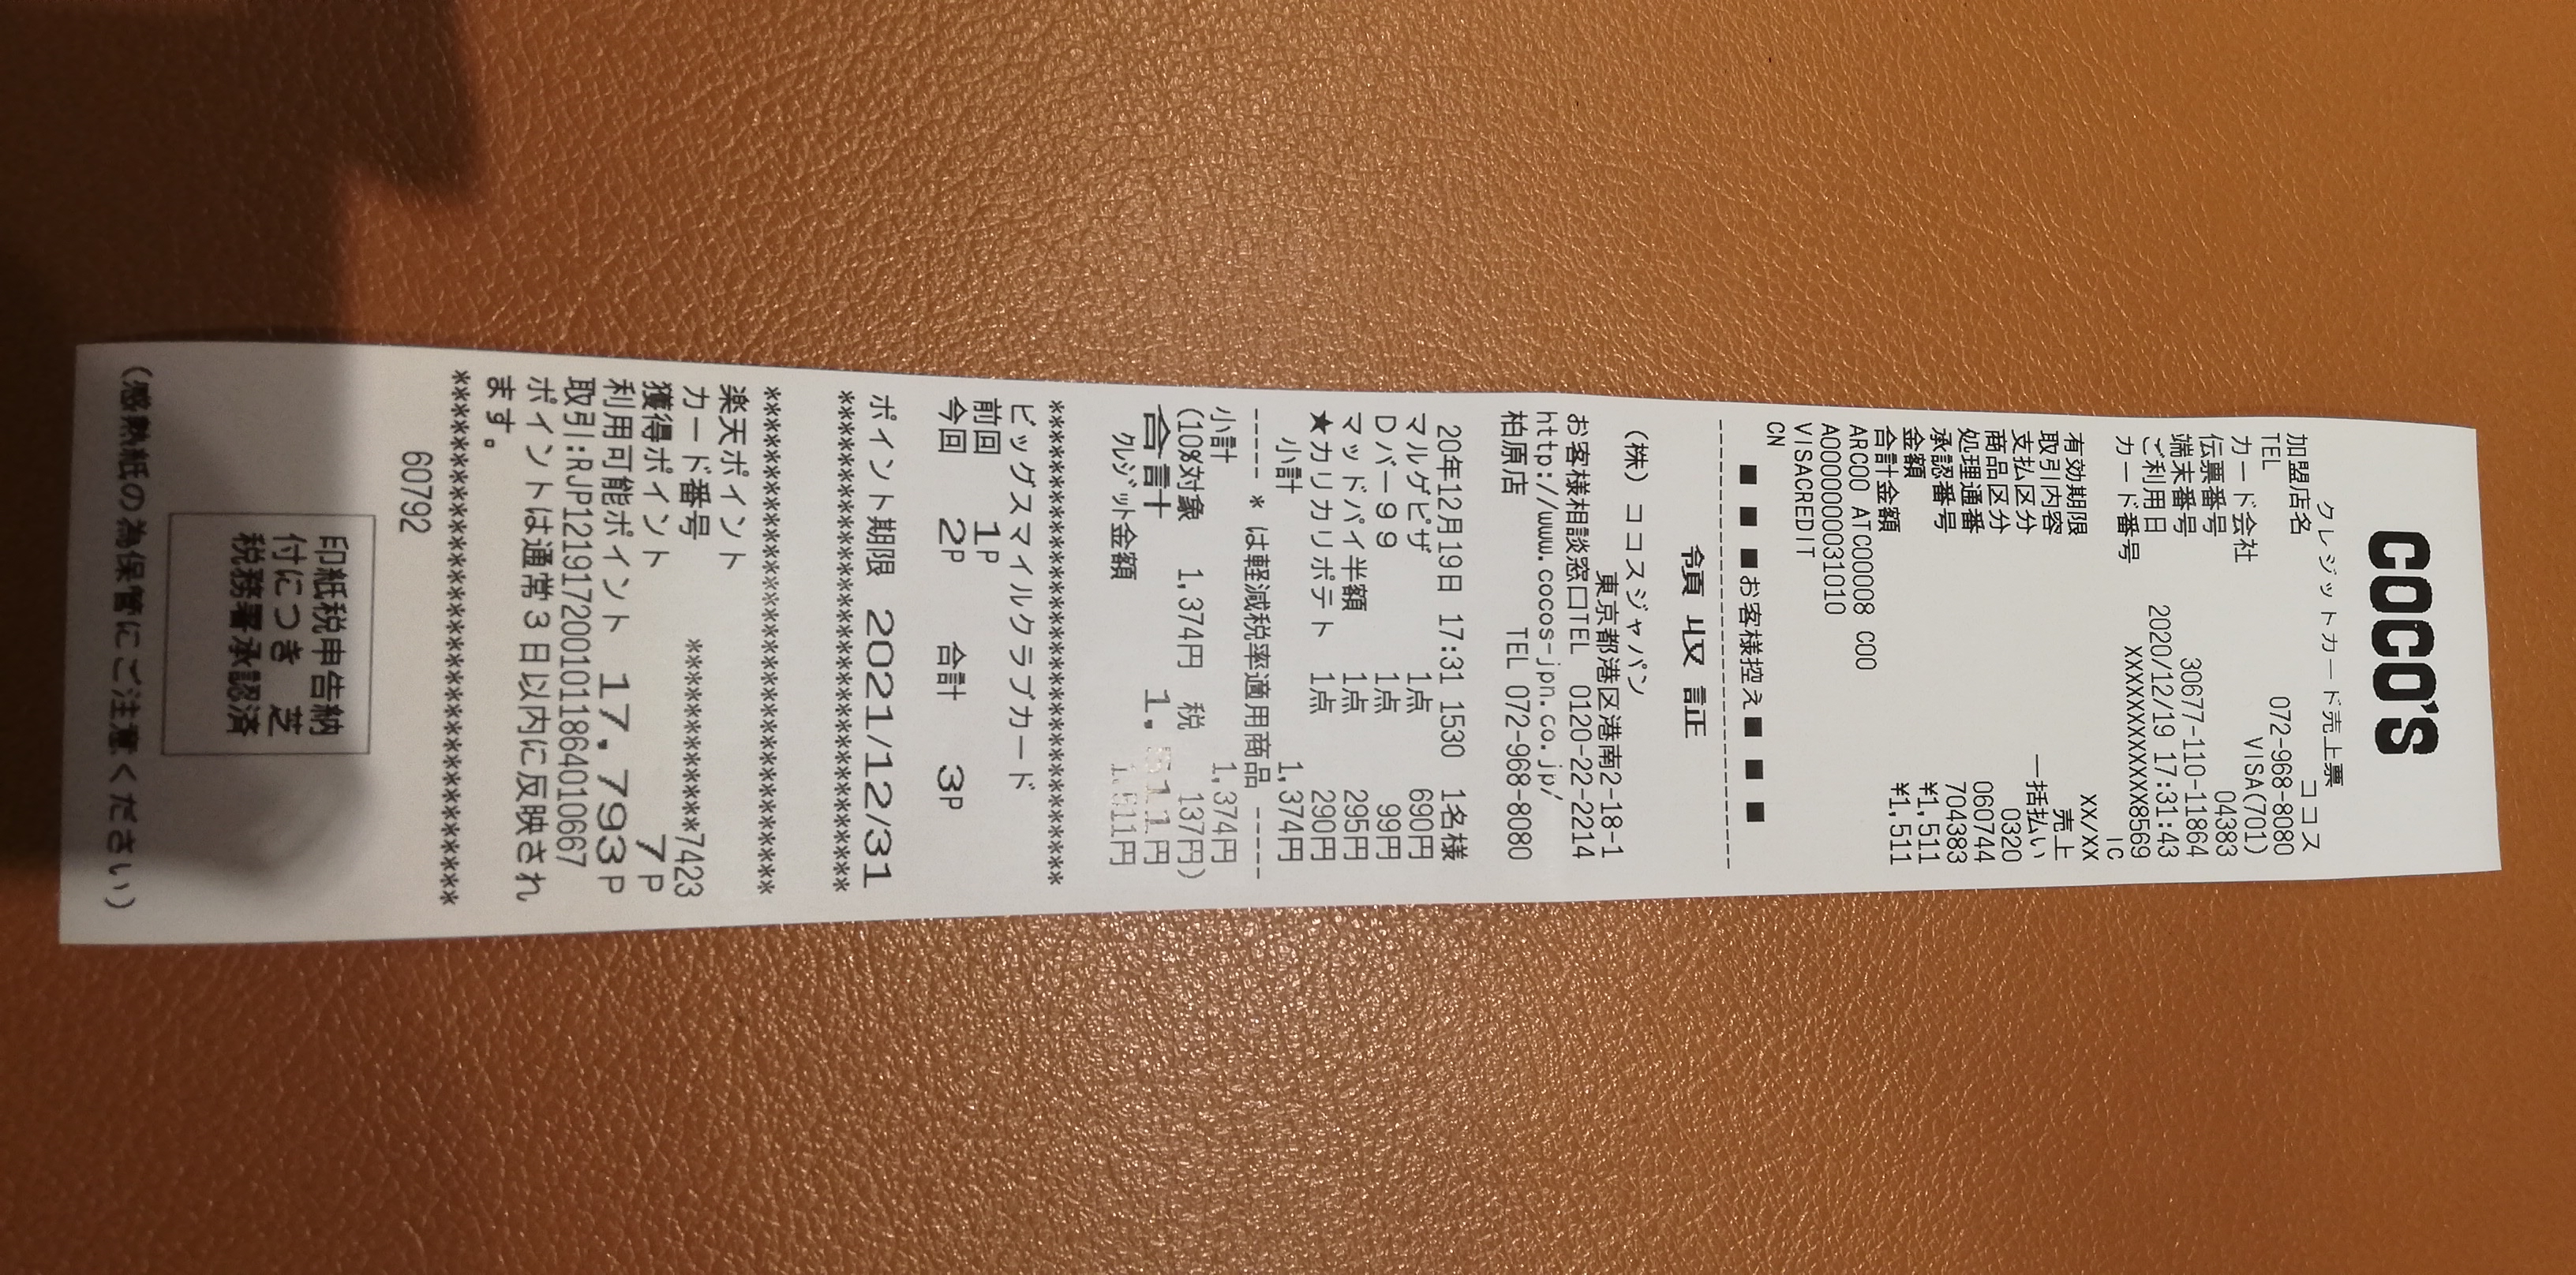 COCO'S
クレジットカード売上票
加盟店名 ココス
TEL 072-968-8080
カード会社 VISA(701)
伝票番号 04383
端末番号 30677-110-11864
ご利用日 2020/12/19 17:31:43
カード番号 XXXXXXXXXXXX8569
IC
有効期限 XX/XX
取引内容 売上
支払区分 一括払い
商品区分 0320
処理通番 060744
承認番号 704383
金額 ¥1,511
合計金額 ¥1,511
ARC00 ATC00008 C00
A0000000031010
VISACREDIT
CN
■ ■ ■お客様控え■ ■ ■
領 収 証
(株) ココスジャパン
東京都港区港南2-18-1
お客様相談窓口TEL 0120-22-2214
http://www.cocos-jpn.co.jp/
柏原店 TEL 072-968-8080
20年12月19日 17:31 1530 1名様
マルゲピザ 1点 690円
Dバー99 1点 99円
マッドパイ半額 1点 295円
★カリカリポテト 1点 290円
小計 1,374円
----- * は軽減税率適用商品 -----
小計 1,374円
(10%対象 1,374円 税 137円)
合計 1,511円
クレジット金額 1,511円
************************************
ビッグスマイルクラブカード
前回 1P
今回 2P 合計 3P
ポイント期限 2021/12/31
************************************
************************************
楽天ポイント
カード番号 ************7423
獲得ポイント 7P
利用可能ポイント 17,793P
取引:RJP1219172001011864010667
ポイントは通常3日以内に反映され
ます。
************************************
60792
印紙税申告納
付につき 芝
税務署承認済
(感熱紙の為保管にご注意ください)